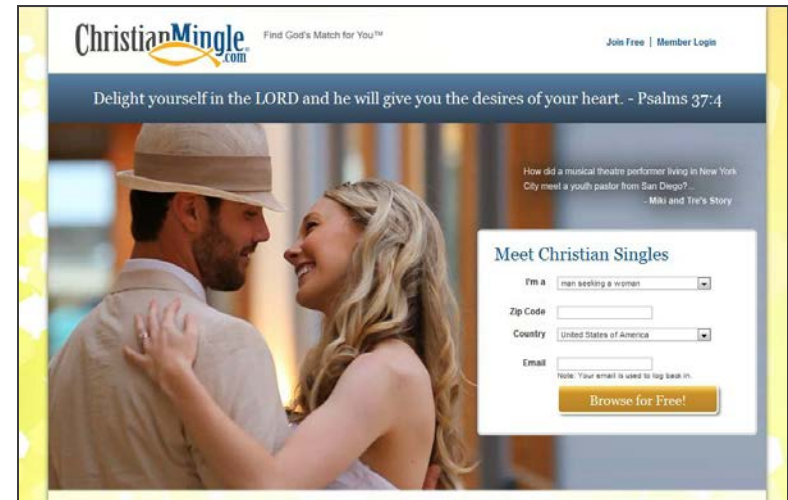 ChristianMingle®
.com
Find God's Match for You™
Join Free | Member Login
Delight yourself in the LORD and he will give you the desires of your heart. - Psalms 37:4
How did a musical theatre performer living in New York
City meet a youth pastor from San Diego?...
- Miki and Tre's Story
Meet Christian Singles
I'm a man seeking a woman
Zip Code
Country United States of America
Email
Note: Your email is used to log back in.
Browse for Free!